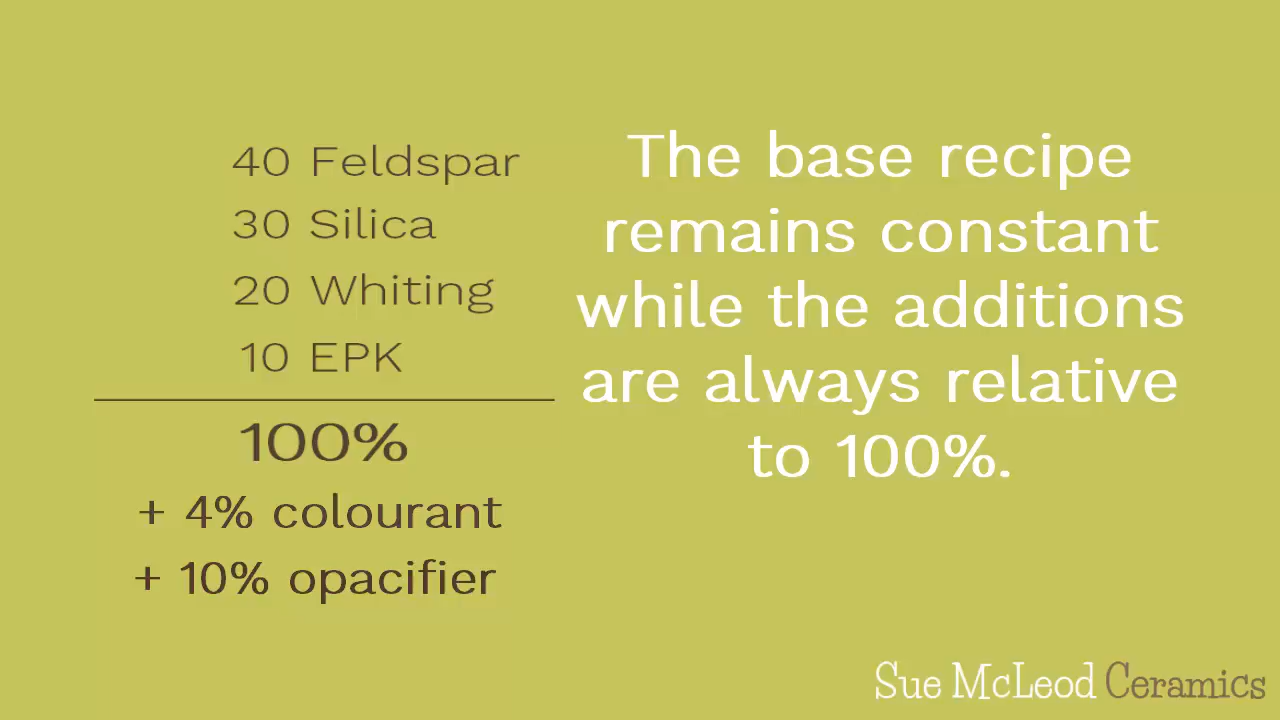 40 Feldspar
30 Silica
20 Whiting
10 EPK
100%
+ 4% colourant
+ 10% opacifier
The base recipe
remains constant
while the additions
are always relative
to 100%.
Sue McLeod Ceramics